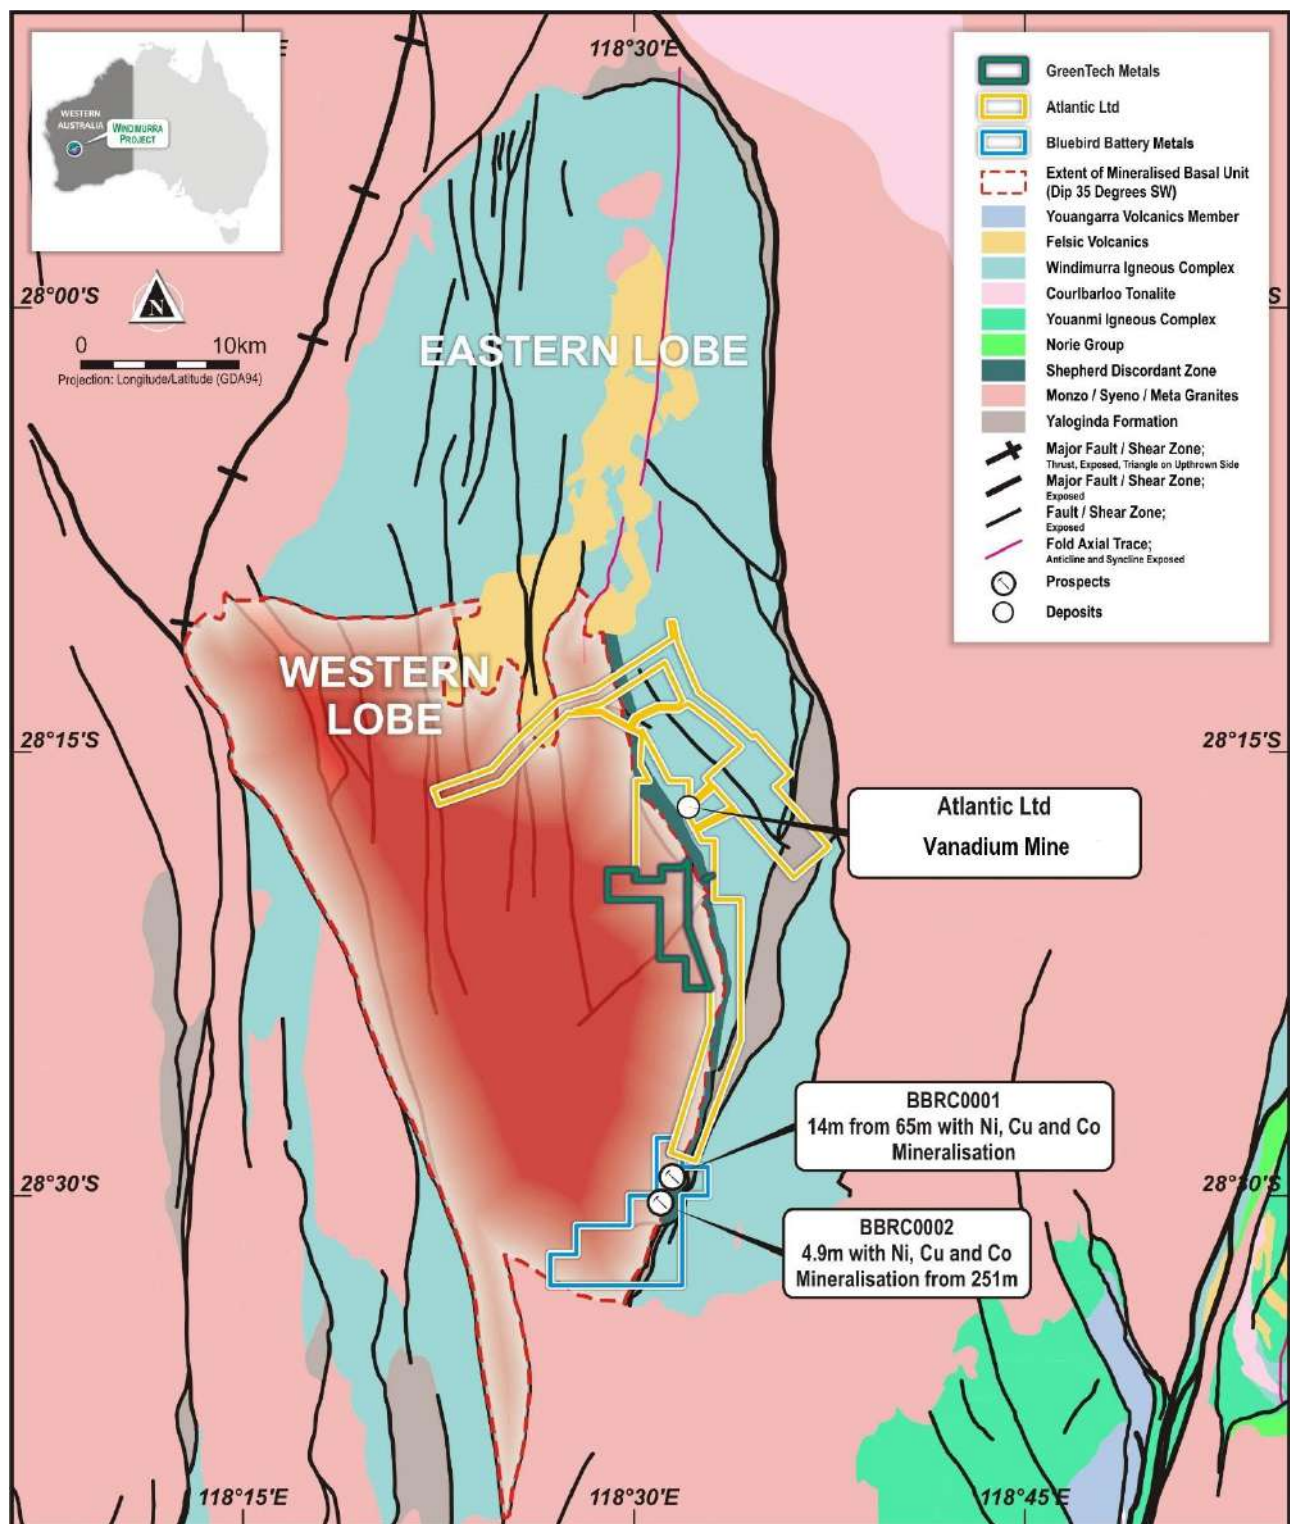 WESTERN
AUSTRALIA
WINDIMURRA
PROJECT
E
118°30'E
GreenTech Metals
Atlantic Ltd
Bluebird Battery Metals
Extent of Mineralised Basal Unit
(Dip 35 Degrees SW)
Youangarra Volcanics Member
Felsic Volcanics
Windimurra Igneous Complex
Courlbarloo Tonalite
Youanmi Igneous Complex
Norie Group
Shepherd Discordant Zone
Monzo / Syeno / Meta Granites
Yaloginda Formation
Major Fault / Shear Zone;
Thrust, Exposed, Triangle on Upthrown Side
Major Fault / Shear Zone;
Exposed
Fault / Shear Zone;
Exposed
Fold Axial Trace;
Anticline and Syncline Exposed
Prospects
Deposits
28°00'S
S
N
0 10km
Projection: Longitude/Latitude (GDA94)
EASTERN LOBE
WESTERN
LOBE
28°15'S
28°15'S
Atlantic Ltd
Vanadium Mine
BBRC0001
14m from 65m with Ni, Cu and Co
Mineralisation
28°30'S
28°30'S
BBRC0002
4.9m with Ni, Cu and Co
Mineralisation from 251m
118°15'E
118°30'E
118°45'E